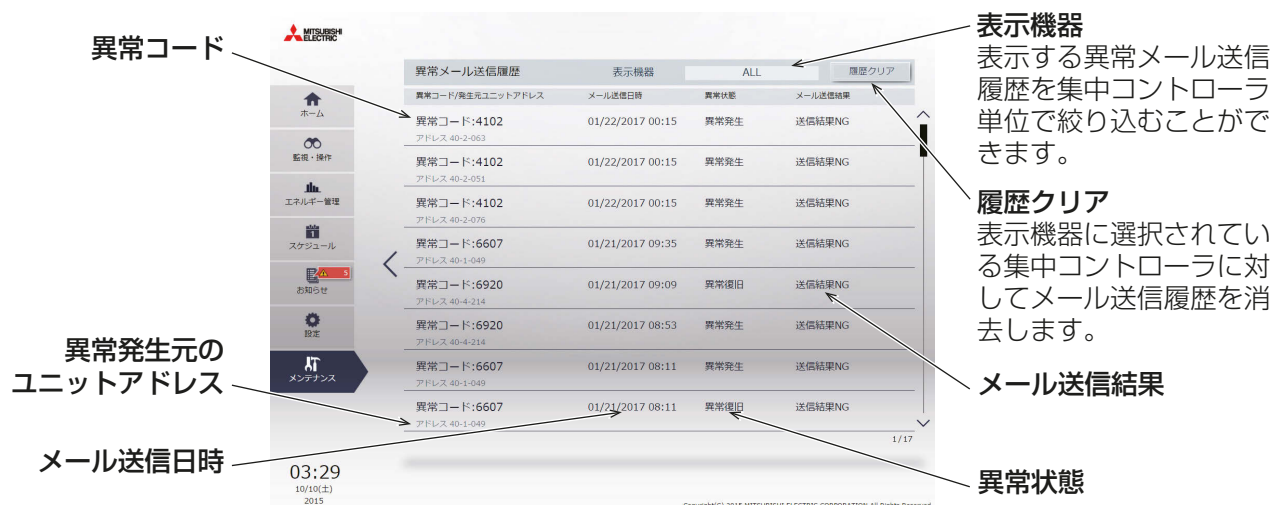 異常コード
異常発生元の
ユニットアドレス
メール送信日時
MITSUBISHI
ELECTRIC
ホーム
監視・操作
エネルギー管理
1
スケジュール
5
お知らせ
設定
メンテナンス
03:29
10/10(土)
2015
異常メール送信履歴 表示機器 ALL 履歴クリア
異常コード/発生元ユニットアドレス メール送信日時 異常状態 メール送信結果
異常コード:4102 01/22/2017 00:15 異常発生 送信結果NG
アドレス 40-2-063
異常コード:4102 01/22/2017 00:15 異常発生 送信結果NG
アドレス 40-2-051
異常コード:4102 01/22/2017 00:15 異常発生 送信結果NG
アドレス 40-2-076
異常コード:6607 01/21/2017 09:35 異常発生 送信結果NG
アドレス 40-1-049
異常コード:6920 01/21/2017 09:09 異常復旧 送信結果NG
アドレス 40-4-214
異常コード:6920 01/21/2017 08:53 異常発生 送信結果NG
アドレス 40-4-214
異常コード:6607 01/21/2017 08:11 異常発生 送信結果NG
アドレス 40-1-049
異常コード:6607 01/21/2017 08:11 異常復旧 送信結果NG
アドレス 40-1-049
1/17
Copyright(C) 2015 MITSUBISHI ELECTRIC CORPORATION All Rights Reserved
表示機器
表示する異常メール送信
履歴を集中コントローラ
単位で絞り込むことがで
きます。
履歴クリア
表示機器に選択されてい
る集中コントローラに対
してメール送信履歴を消
去します。
メール送信結果
異常状態